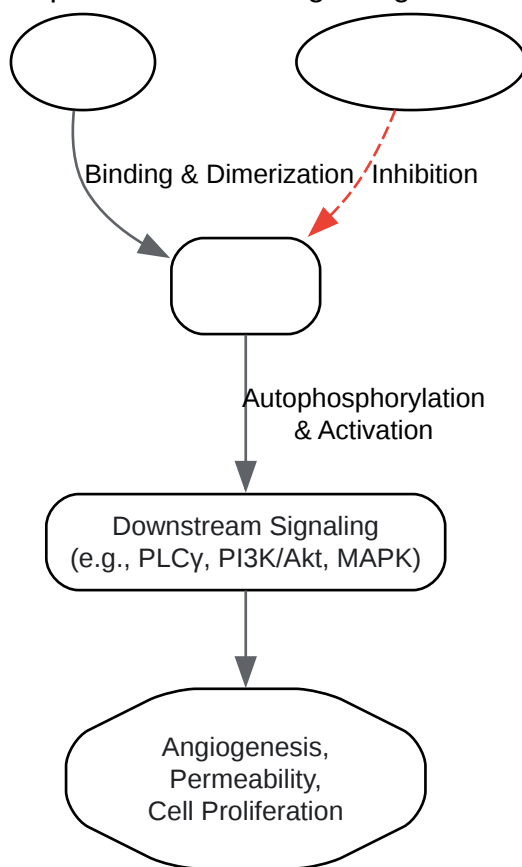 Binding & Dimerization
Inhibition
Autophosphorylation
& Activation
Downstream Signaling
(e.g., PLCγ, PI3K/Akt, MAPK)
Angiogenesis,
Permeability,
Cell Proliferation